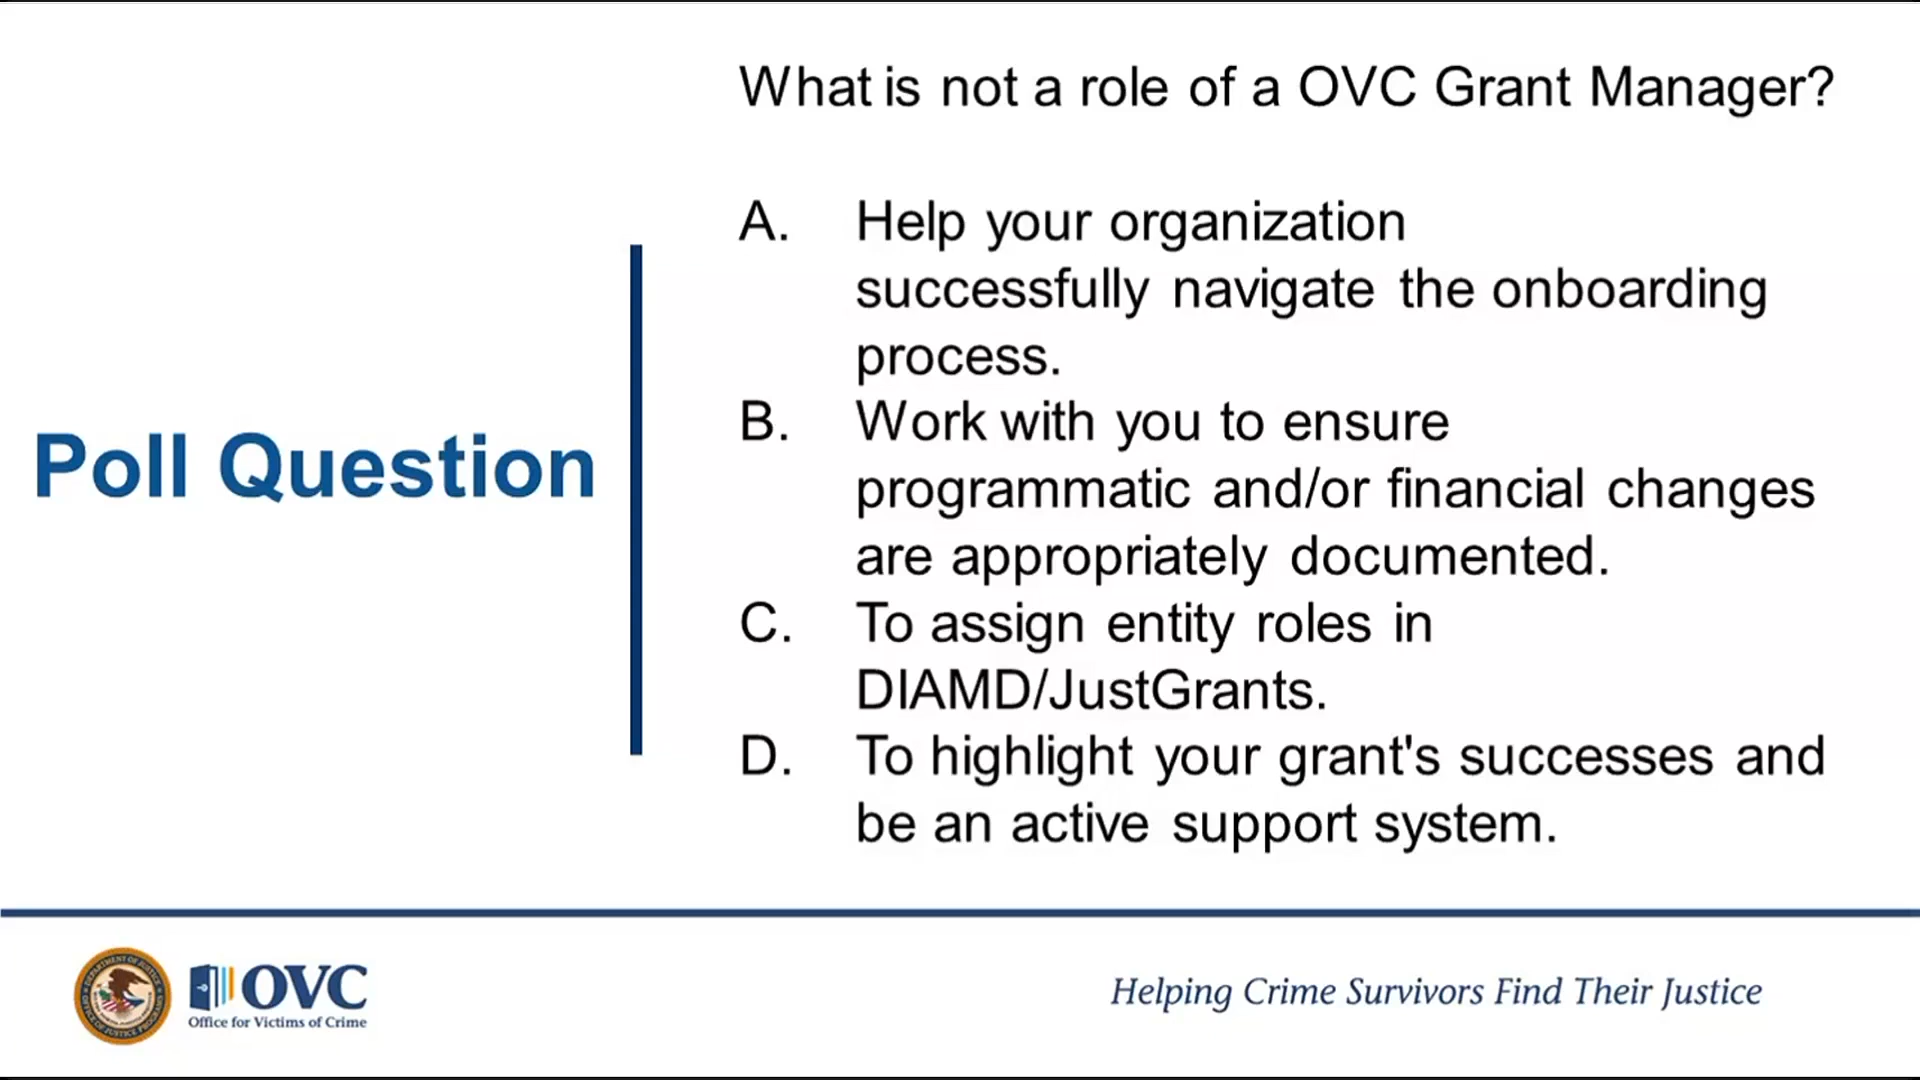 What is not a role of a OVC Grant Manager?
Poll Question
A. Help your organization
successfully navigate the onboarding
process.
B. Work with you to ensure
programmatic and/or financial changes
are appropriately documented.
C. To assign entity roles in
DIAMD/JustGrants.
D. To highlight your grant's successes and
be an active support system.
OVC
Office for Victims of Crime
Helping Crime Survivors Find Their Justice